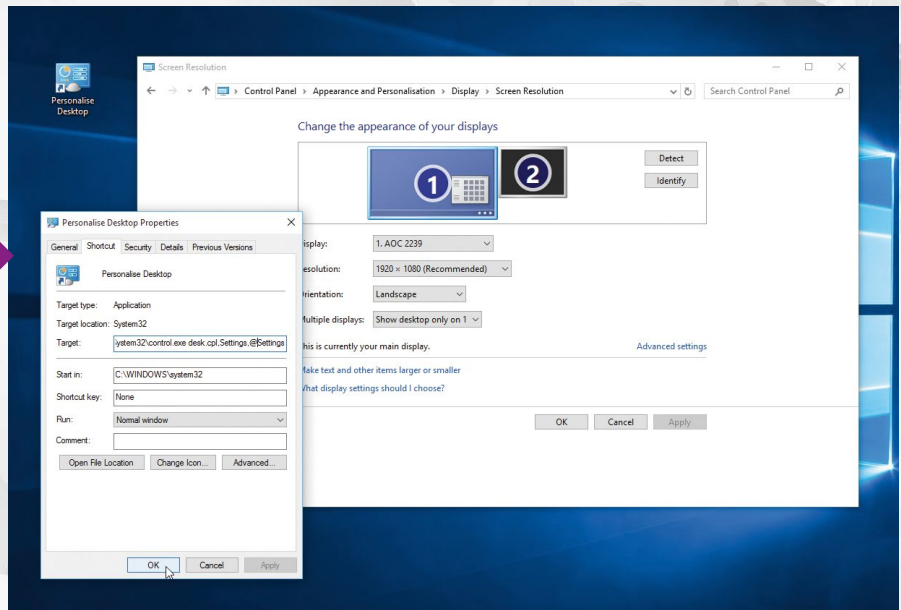 Personalise
Desktop
Screen Resolution
Control Panel > Appearance and Personalisation > Display > Screen Resolution
Search Control Panel
Change the appearance of your displays
1
2
Detect
Identify
isplay:
1. AOC 2239
esolution:
1920 × 1080 (Recommended)
rientation:
Landscape
ultiple displays:
Show desktop only on 1
his is currently your main display.
Advanced settings
ake text and other items larger or smaller
hat display settings should I choose?
OK Cancel Apply
Personalise Desktop Properties
General Shortcut Security Details Previous Versions
Personalise Desktop
Target type: Application
Target location: System32
Target: ystem32\control.exe desk.cpl,Settings,@Settings
Start in: C:\WINDOWS\system32
Shortcut key: None
Run: Normal window
Comment:
Open File Location Change Icon... Advanced...
OK Cancel Apply